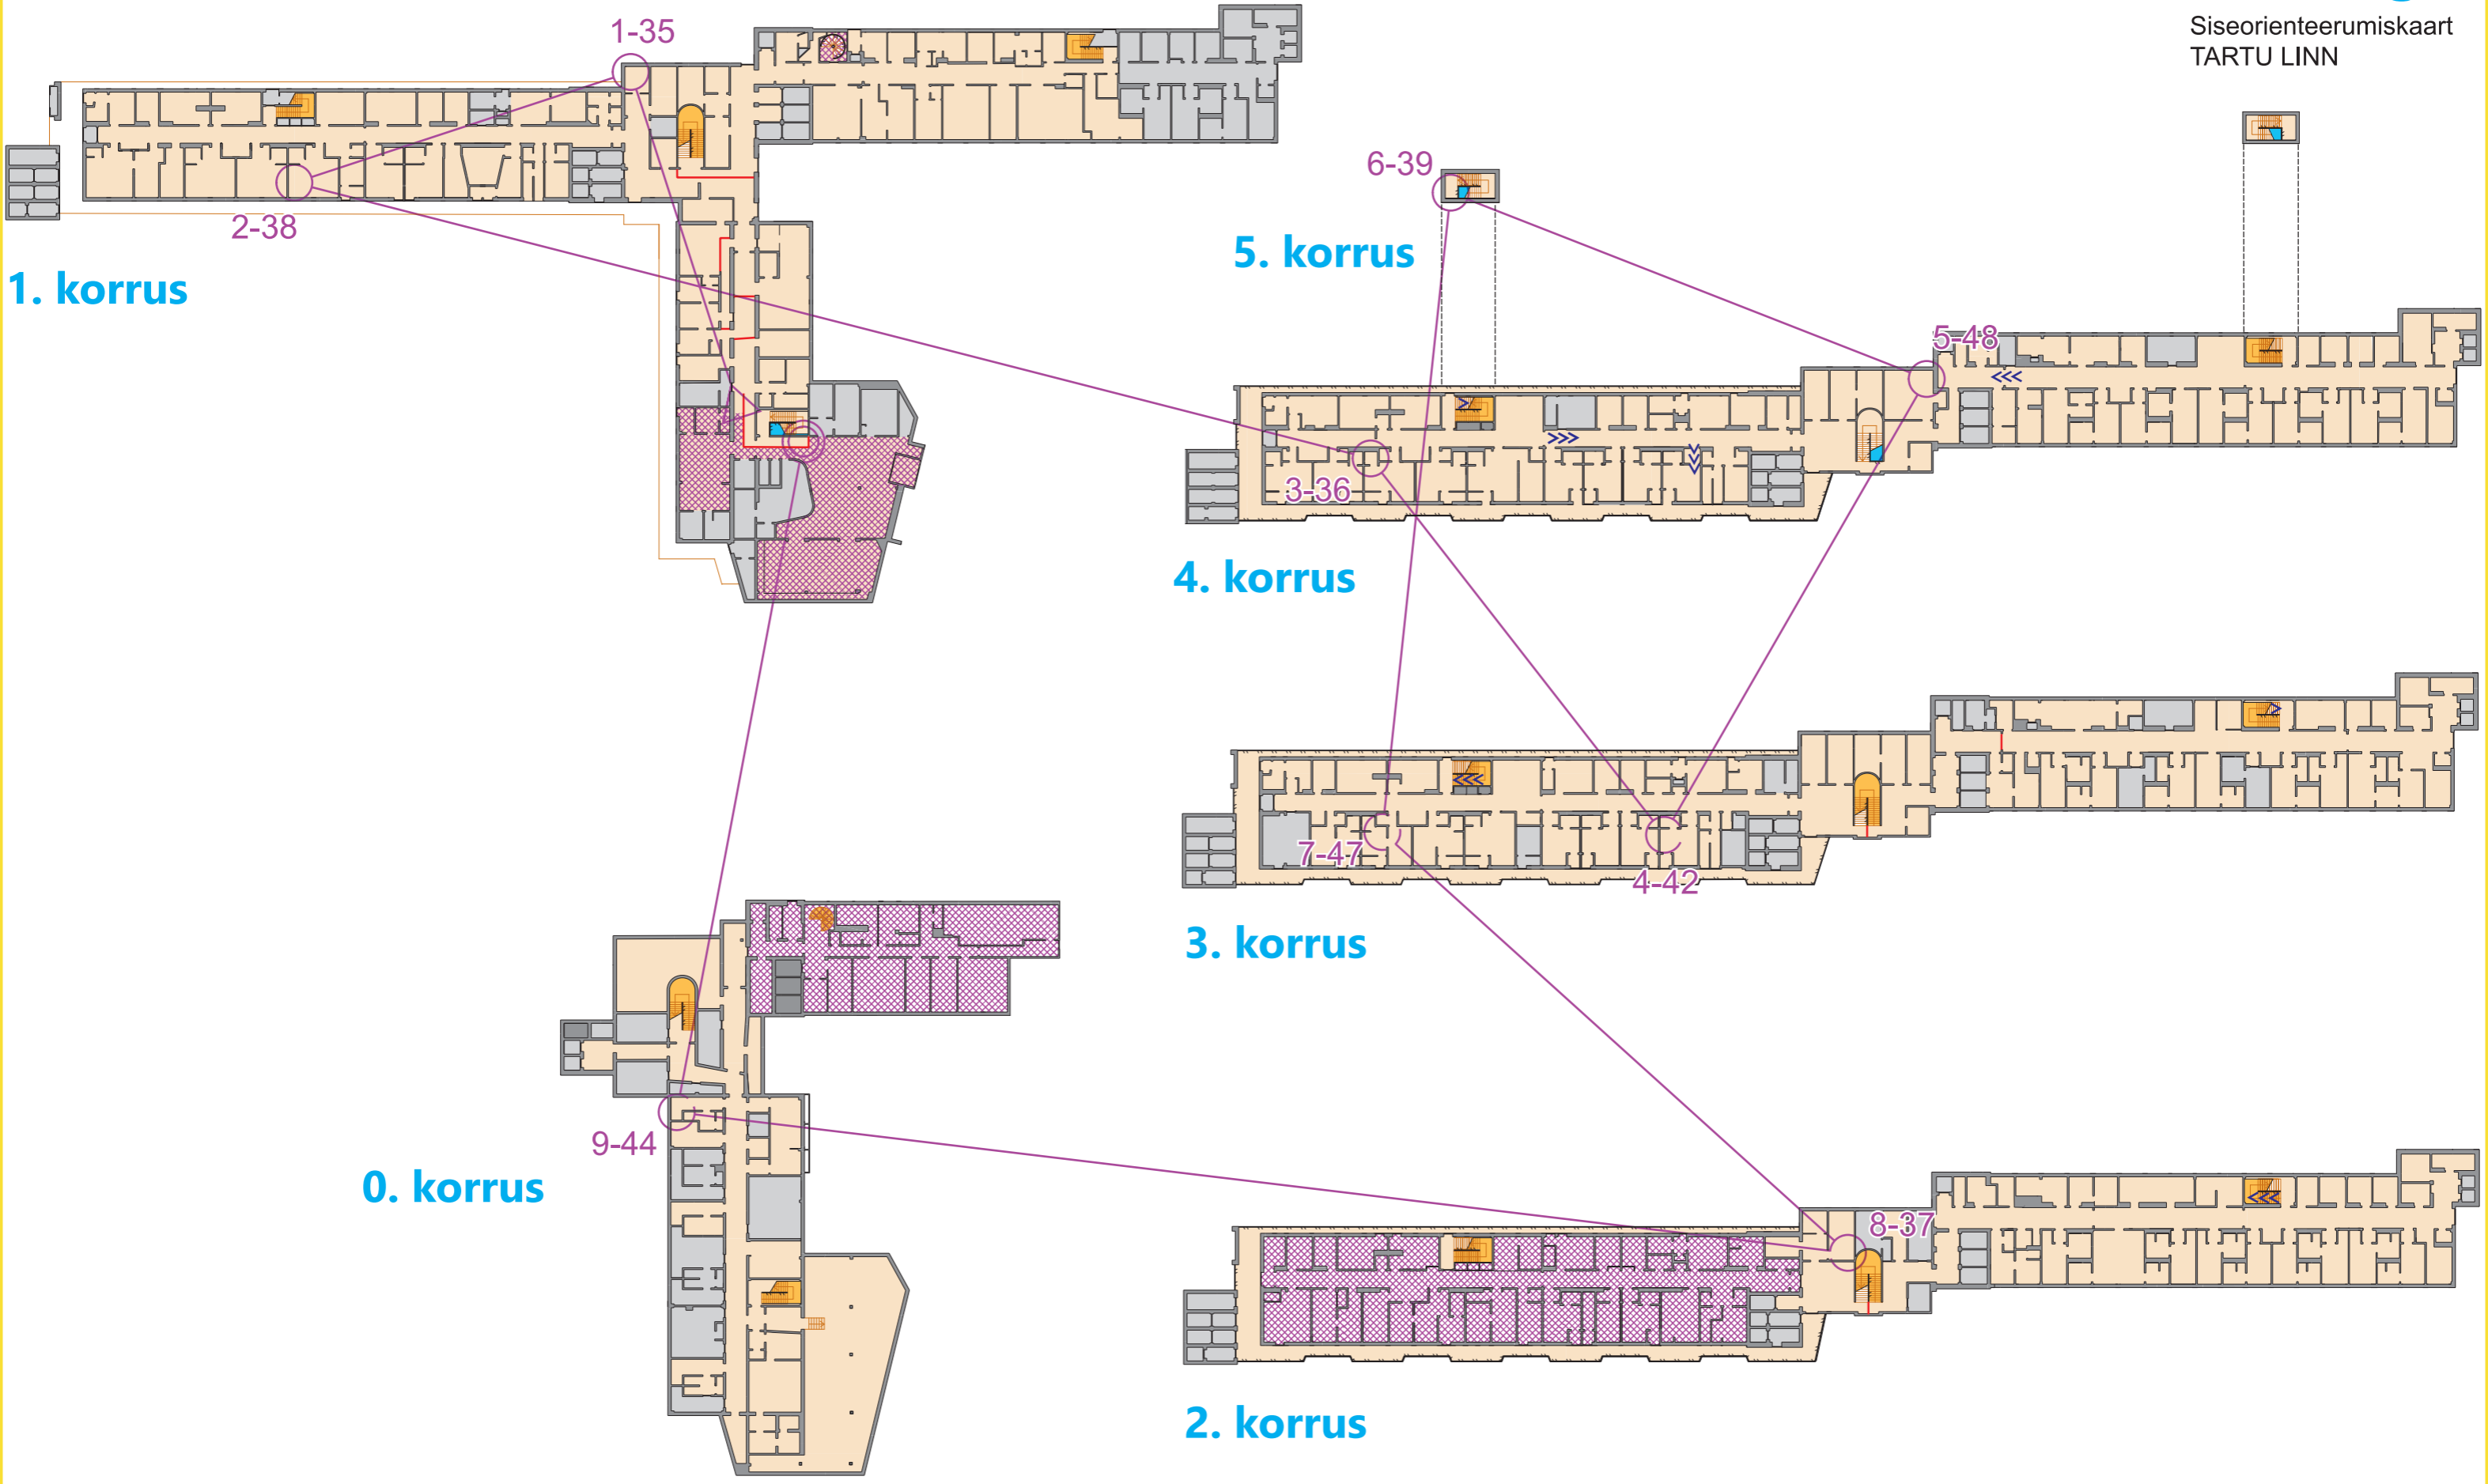 Siseorienteerumiskaart
TARTU LINN
1-35
2-38
1. korrus
6-39
5. korrus
5-48
3-36
4. korrus
7-47
4-42
3. korrus
9-44
0. korrus
8-37
2. korrus